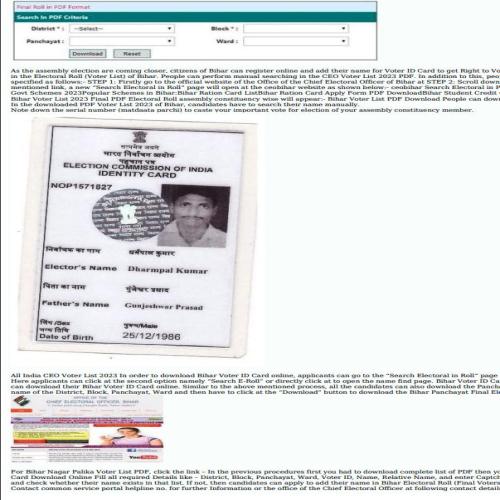 Final Roll in PDF Format
Search In PDF Criteria
District * : --Select-- Block * :
Panchayat : Ward :
Download Reset
As the assembly election are coming closer, citizens of Bihar can register online and add their name for Voter ID Card to get Right to Vo
in the Electoral Roll (Voter List) of Bihar. People can perform manual searching in the CEO Voter List 2023 PDF. In addition to this, peo
specified as follows:- STEP 1: Firstly go to the official website of the Office of the Chief Electoral Officer of Bihar at STEP 2: Scroll down
mentioned link, a new "Search Electoral in Roll" page will open at the ceobihar website as shown below:- ceobihar Search Electoral in P
Govt Schemes 2023Popular Schemes in Bihar:Bihar Ration Card ListBihar Ration Card Apply Form PDF DownloadBihar Student Credit
Bihar Voter List 2023 Final PDF Electoral Roll assembly constituency wise will appear:- Bihar Voter List PDF Download People can dow
In the downloaded PDF Voter List 2023 of Bihar, candidates have to search their name manually.
Note down the serial number (matdaata parchi) to caste your important vote for election of your assembly constituency member.
सत्यमेव जयते
भारत निर्वाचन आयोग
पहचान पत्र
ELECTION COMMISSION OF INDIA
IDENTITY CARD
NOP1571827
निर्वाचक का नाम धर्मपाल कुमार
Elector's Name Dharmpal Kumar
पिता का नाम गुंजेश्वर प्रसाद
Father's Name Gunjeshwar Prasad
लिंग /Sex पुरुष/Male
जन्म तिथि
Date of Birth 25/12/1986
All India CEO Voter List 2023 In order to download Bihar Voter ID Card online, applicants can go to the "Search Electoral in Roll" page
Here applicants can click at the second option namely "Search E-Roll" or directly click at to open the name find page. Bihar Voter ID Ca
can download their Bihar Voter ID Card online. Similar to the above mentioned process, all the candidates can also download the Pancha
name of the District, Block, Panchayat, Ward and then have to click at the "Download" button to download the Bihar Panchayat Final Ele
OFFICE OF THE
CHIEF ELECTORAL OFFICER, BIHAR
YouTube
For Bihar Nagar Palika Voter List PDF, click the link – In the previous procedures first you had to download complete list of PDF then yo
Card Download Online Fill all required Details like – District, Block, Panchayat, Ward, Voter ID, Name, Relative Name, and enter Captc
and check whether their name exists in that list. If not, then candidates can apply to add their name in Bihar Electoral Roll (Final Voter
Contact common service portal helpline no. for further Information or the office of the Chief Electoral Officer at following contact detail